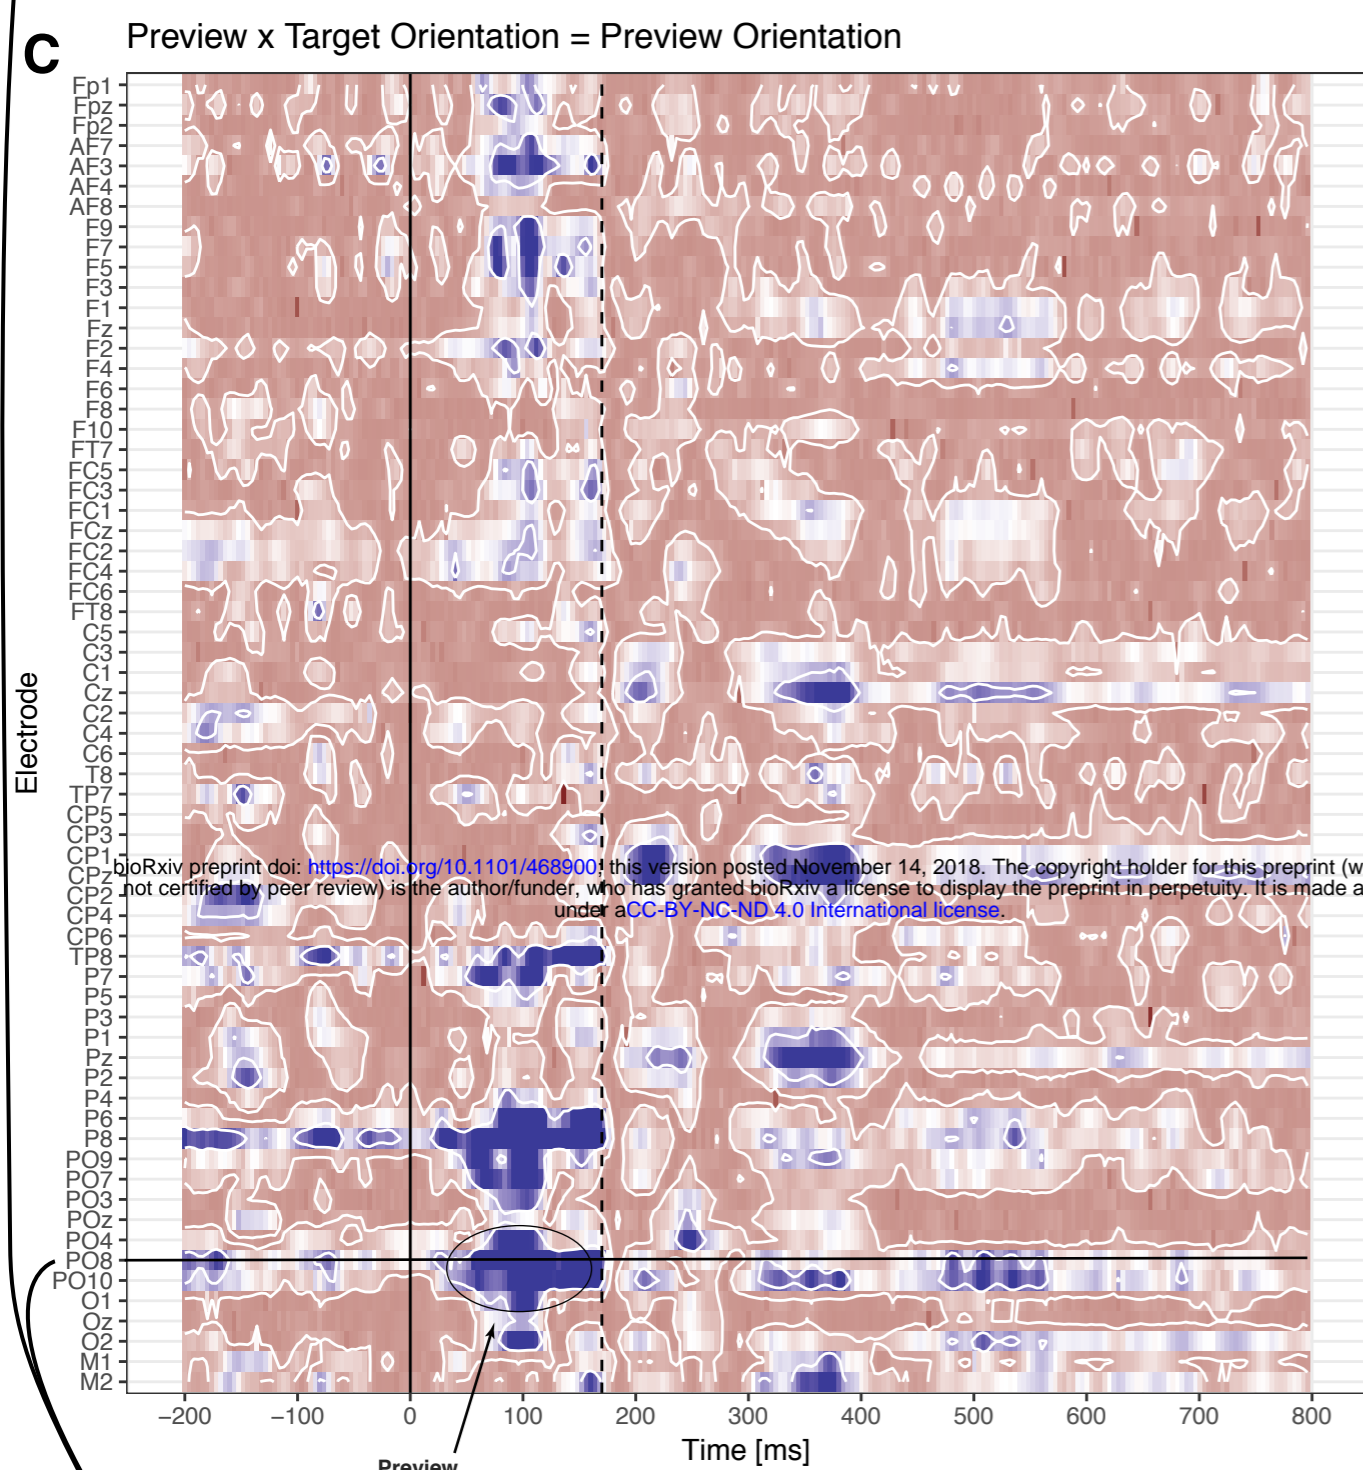 C
Preview x Target Orientation = Preview Orientation
Electrode
Fp1
Fpz
Fp2
AF7
AF3
AF4
AF8
F9
F7
F5
F3
F1
Fz
F2
F4
F6
F8
F10
FT7
FC5
FC3
FC1
FCz
FC2
FC4
FC6
FT8
C5
C3
C1
Cz
C2
C4
C6
T8
TP7
CP5
CP3
CP1
CPz
CP2
CP4
CP6
TP8
P7
P5
P3
P1
Pz
P2
P4
P6
P8
PO9
PO7
PO3
POz
PO4
PO8
PO10
O1
Oz
O2
M1
M2
bioRxiv preprint doi: https://doi.org/10.1101/468900; this version posted November 14, 2018. The copyright holder for this preprint (w
not certified by peer review) is the author/funder, who has granted bioRxiv a license to display the preprint in perpetuity. It is made a
under aCC-BY-NC-ND 4.0 International license.
−200 −100 0 100 200 300 400 500 600 700 800
Time [ms]
Preview